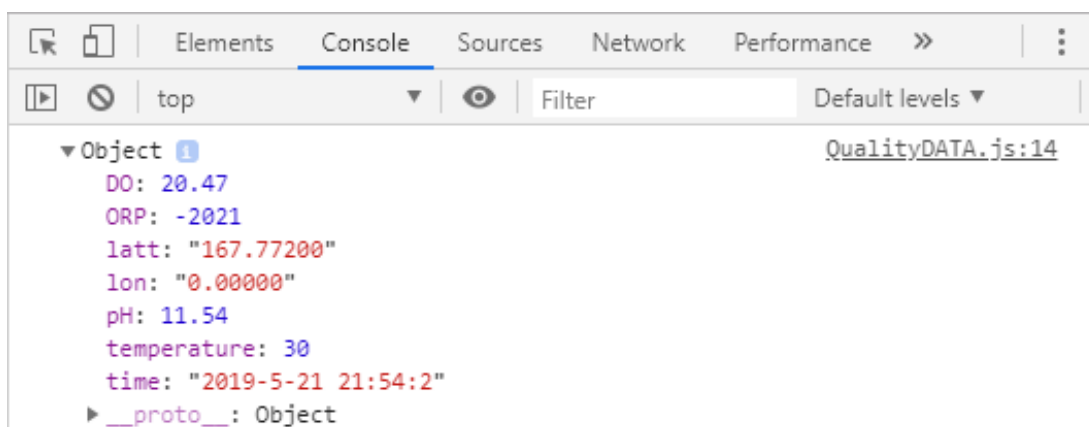 Elements Console Sources Network Performance »
top ▼ Filter Default levels ▼
▼Object i QualityDATA.js:14
DO: 20.47
ORP: -2021
latt: "167.77200"
lon: "0.00000"
pH: 11.54
temperature: 30
time: "2019-5-21 21:54:2"
▶__proto__: Object